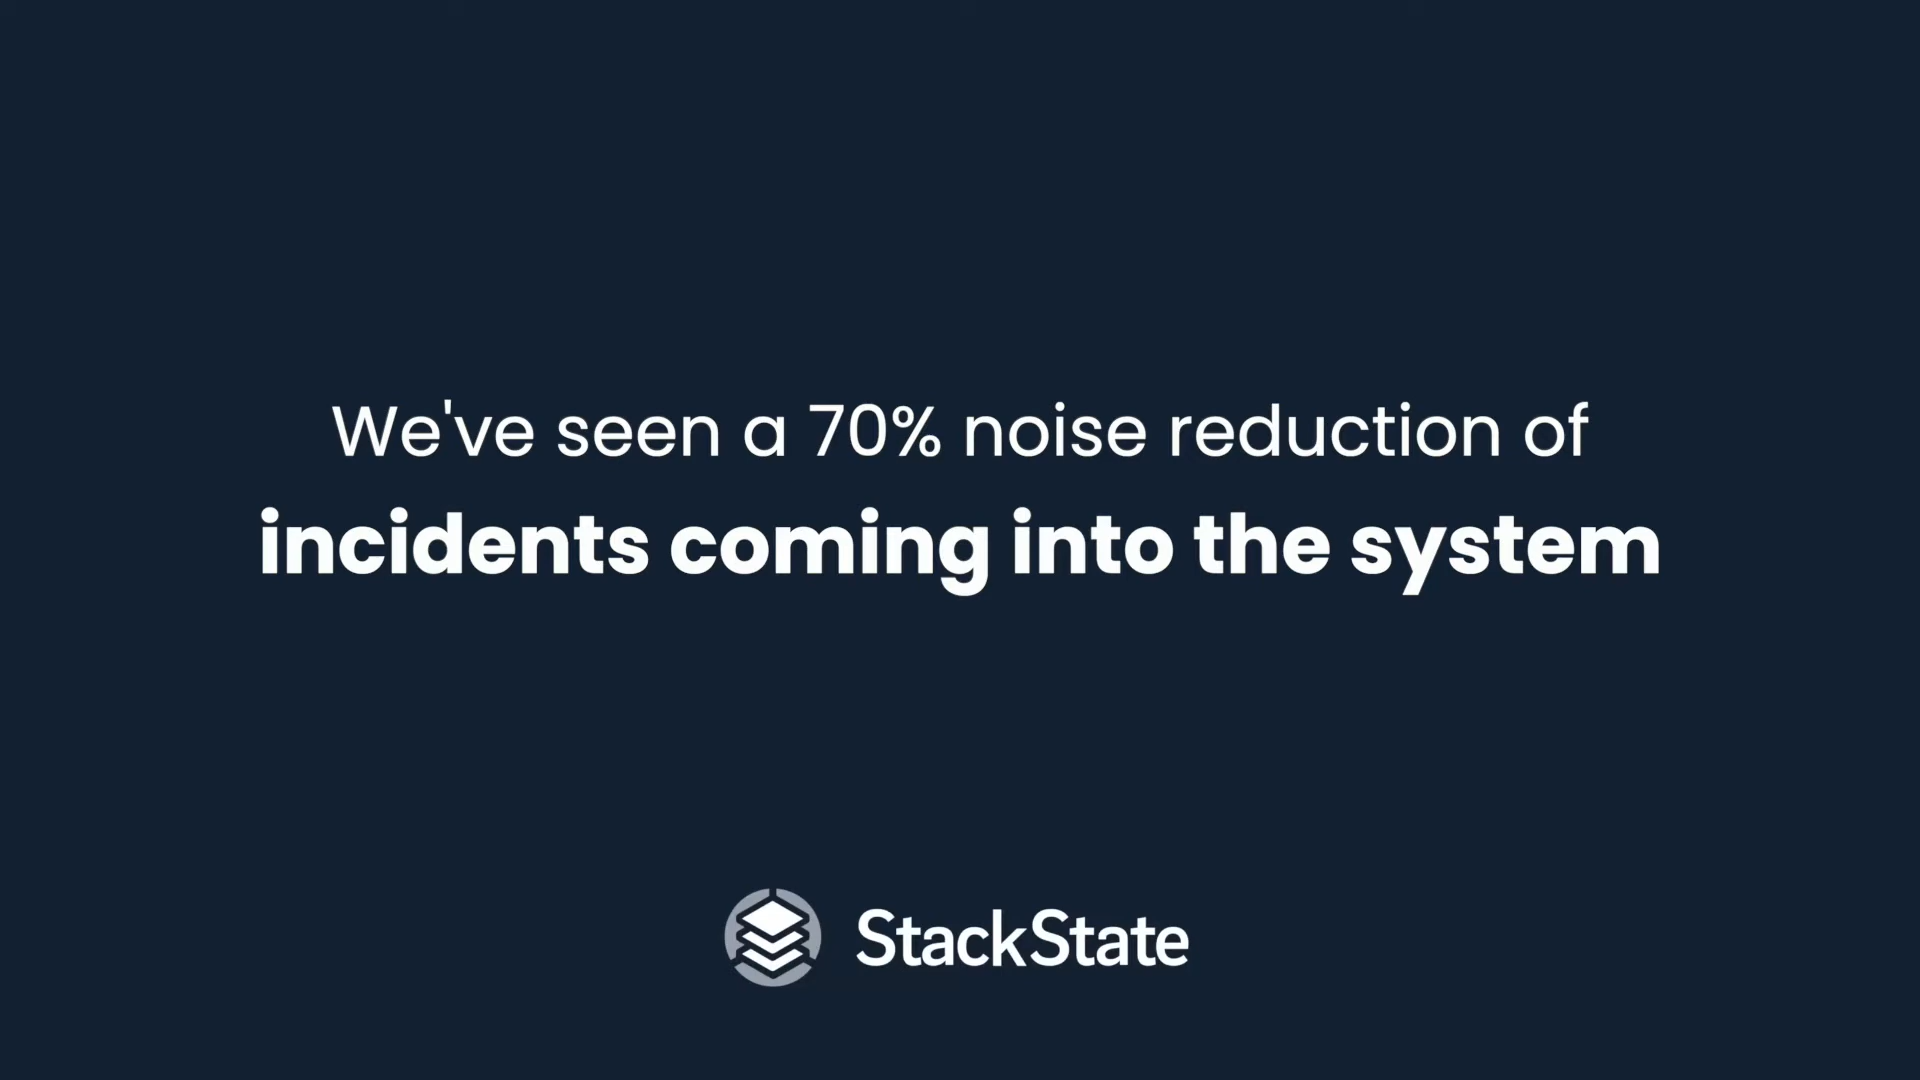 We've seen a 70% noise reduction of
incidents coming into the system
StackState